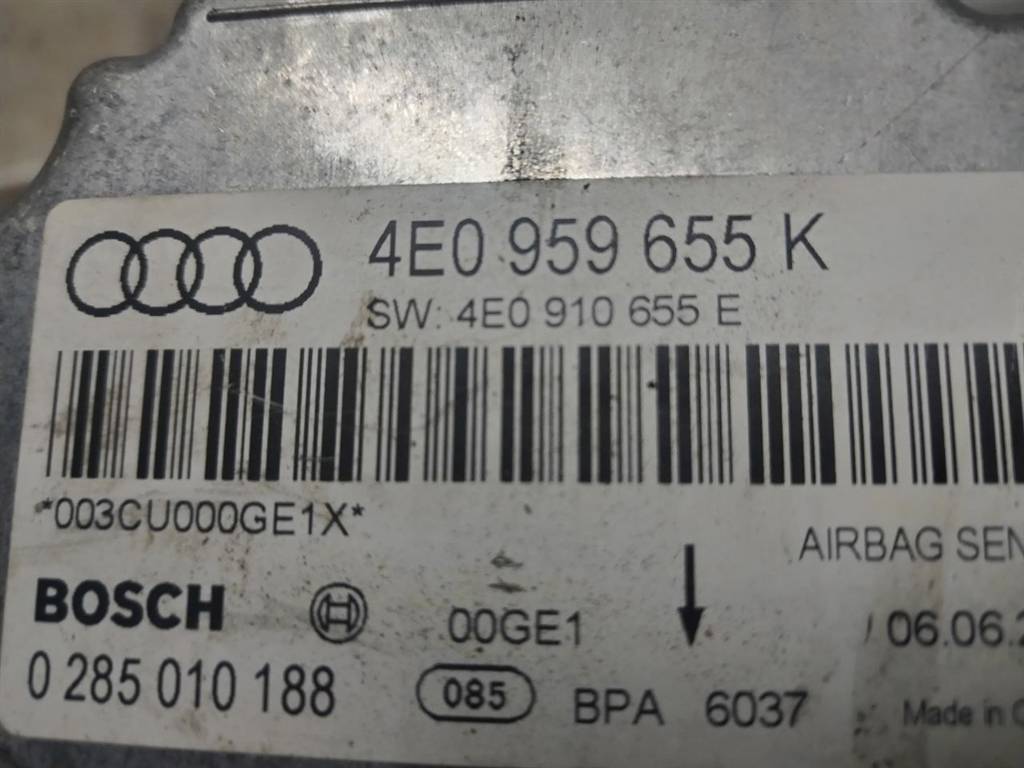 4E0 959 655 K
SW: 4E0 910 655 E
*003CU000GE1X*
AIRBAG SEN
BOSCH
00GE1
06.06.2
0 285 010 188
085
BPA 6037
Made in